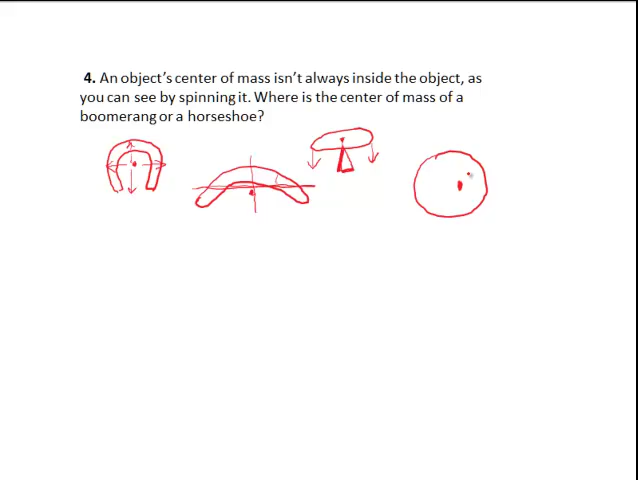 4. An object's center of mass isn't always inside the object, as
you can see by spinning it. Where is the center of mass of a
boomerang or a horseshoe?